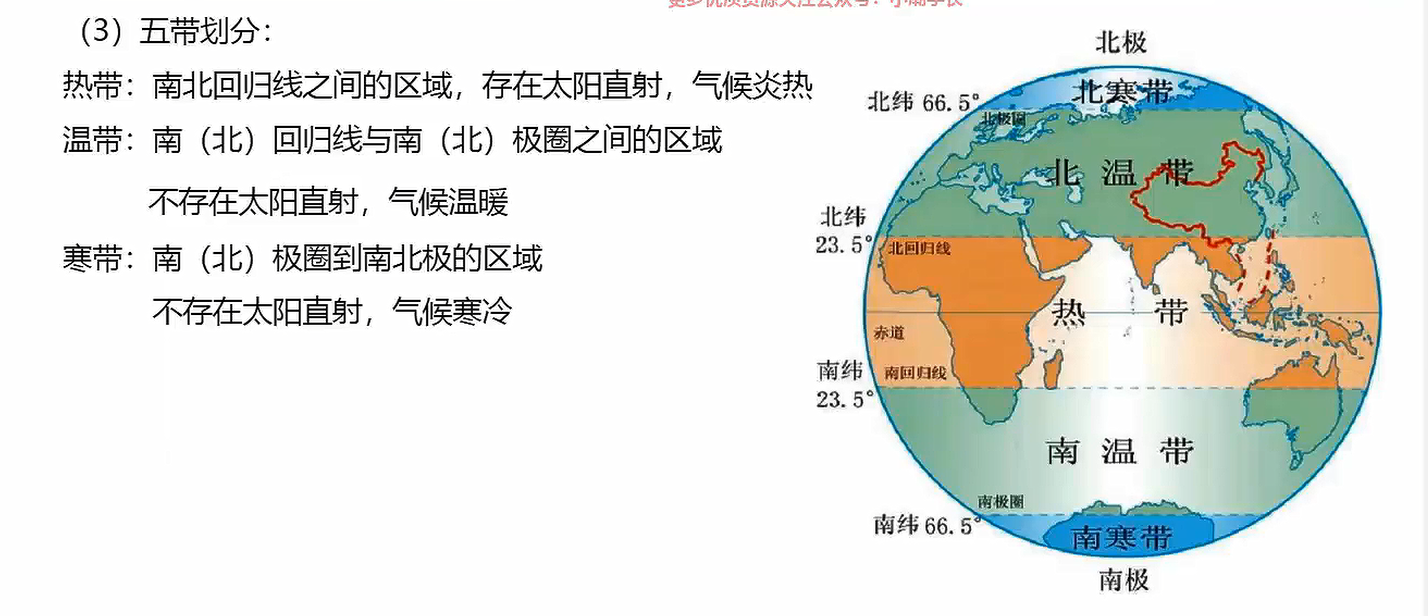 （3）五带划分：
热带：南北回归线之间的区域，存在太阳直射，气候炎热
温带：南（北）回归线与南（北）极圈之间的区域
不存在太阳直射，气候温暖
寒带：南（北）极圈到南北极的区域
不存在太阳直射，气候寒冷
北极
北寒带
北纬 66.5°
北极圈
北 温 带
北纬
23.5°
北回归线
热 带
赤道
南纬
23.5°
南回归线
南 温 带
南极圈
南纬 66.5°
南寒带
南极